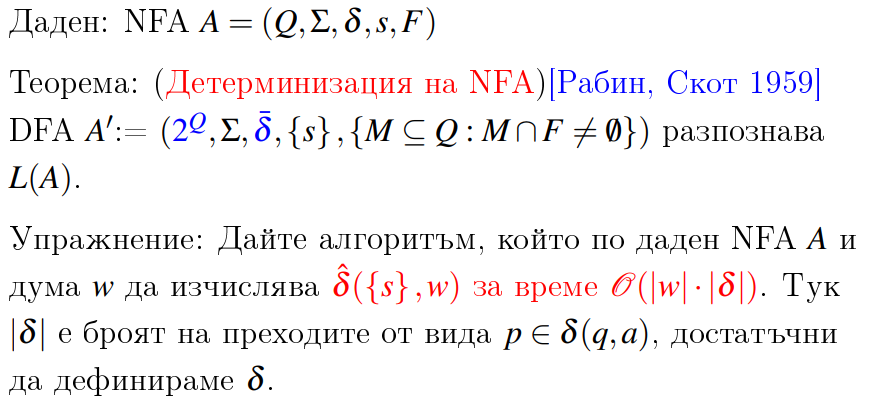 Даден: NFA A = (Q, Σ, δ, s, F)
Теорема: (Детерминизация на NFA)[Рабин, Скот 1959]
DFA A′:= (2^Q, Σ, δ̄, {s}, {M ⊆ Q : M ∩ F ≠ ∅}) разпознава
L(A).
Упражнение: Дайте алгоритъм, който по даден NFA A и
дума w да изчислява δ̂({s}, w) за време 𝒪(|w| · |δ|). Тук
|δ| е броят на преходите от вида p ∈ δ(q, a), достатъчни
да дефинираме δ.